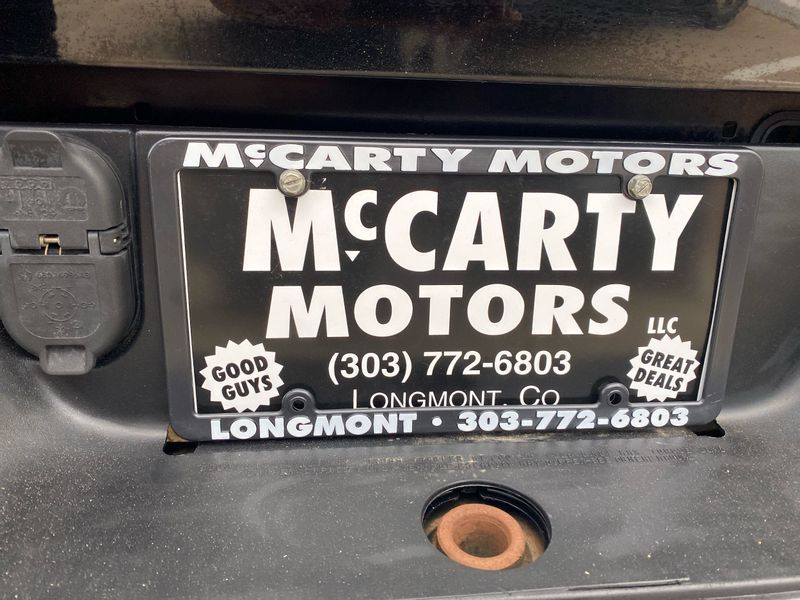 McCARTY MOTORS
McCARTY
MOTORS
LLC
(303) 772-6803
GOOD
GUYS
GREAT
DEALS
LONGMONT, CO
LONGMONT • 303-772-6803